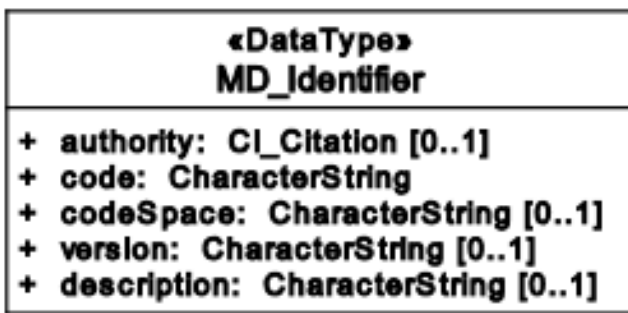 «DataType»
MD_Identifier
+ authority: CI_Citation [0..1]
+ code: CharacterString
+ codeSpace: CharacterString [0..1]
+ version: CharacterString [0..1]
+ description: CharacterString [0..1]